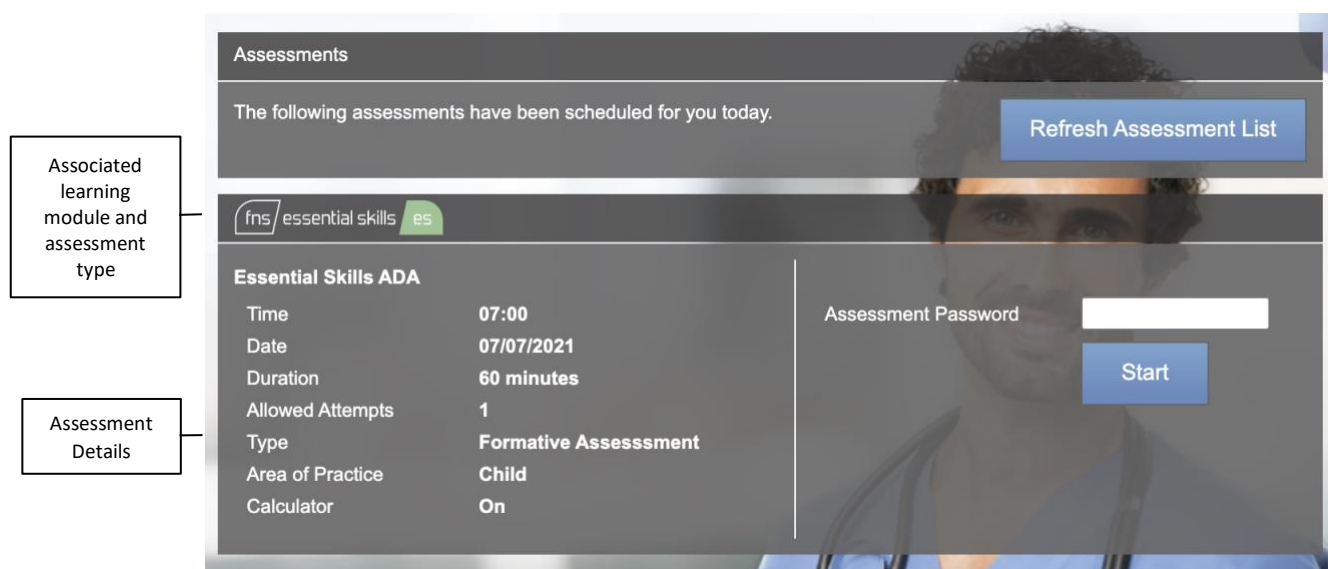 Assessments
The following assessments have been scheduled for you today.
Refresh Assessment List
Associated
learning
module and
assessment
type
fns essential skills es
Essential Skills ADA
Time 07:00
Date 07/07/2021
Duration 60 minutes
Allowed Attempts 1
Type Formative Assesssment
Area of Practice Child
Calculator On
Assessment Password
Start
Assessment
Details